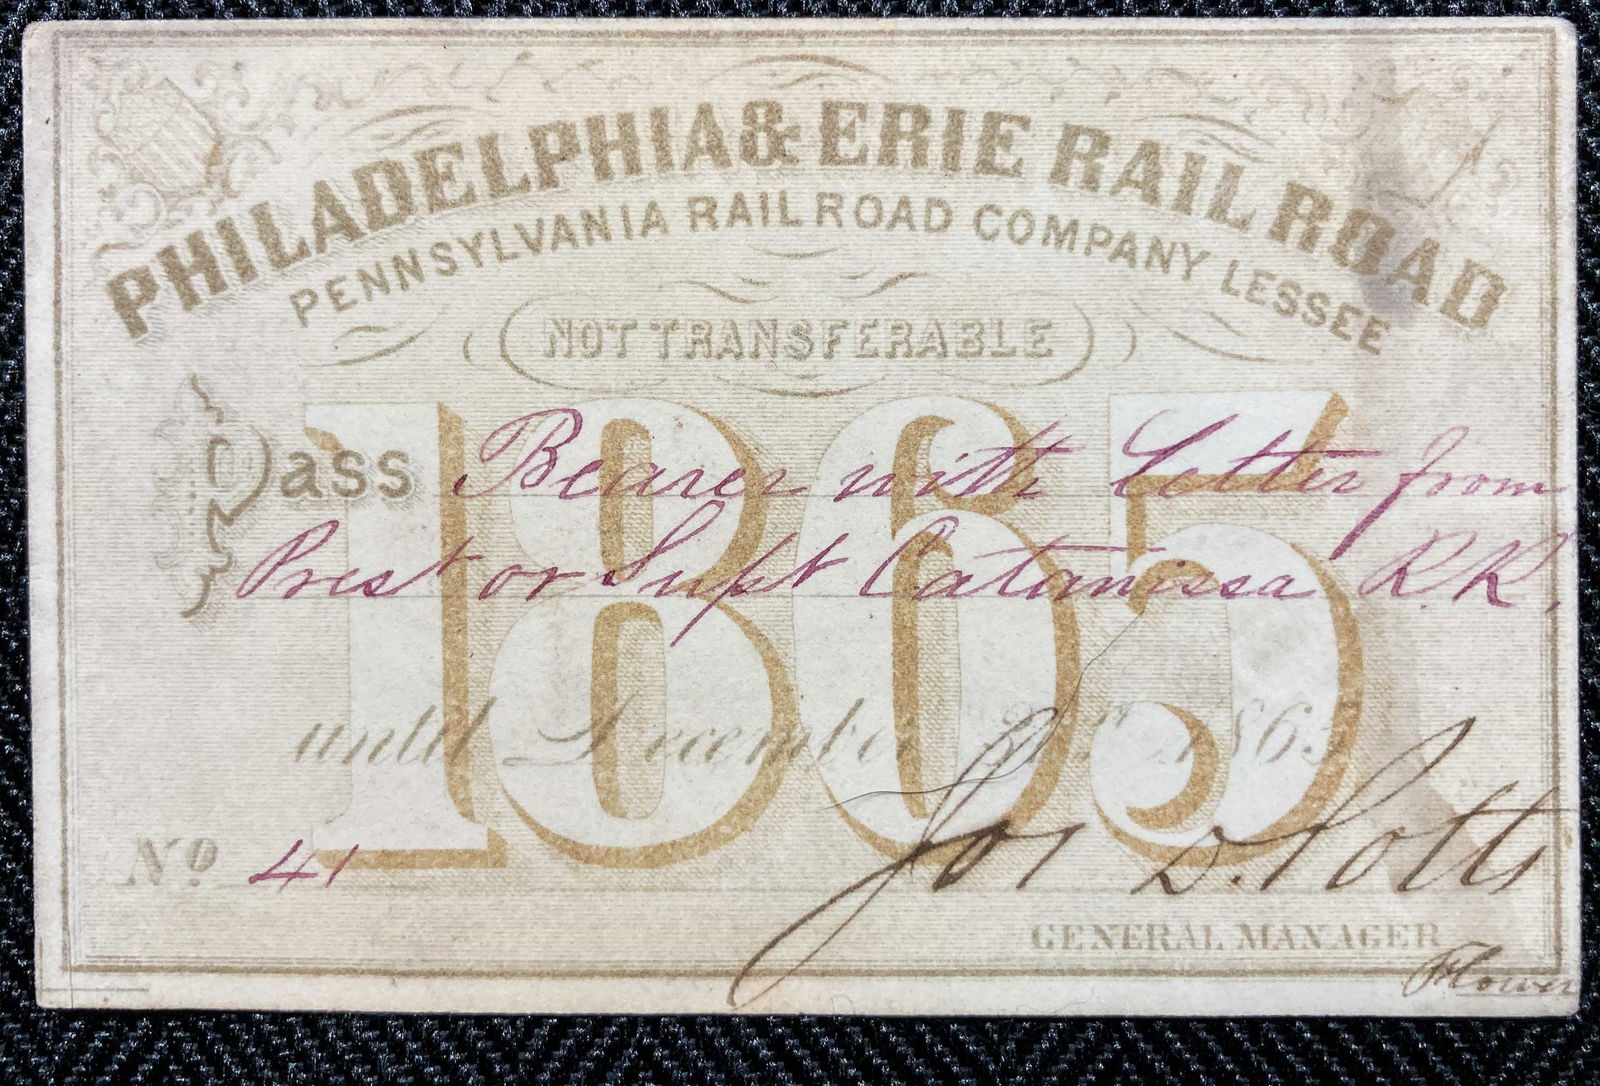 PHILADELPHIA & ERIE RAIL ROAD
PENNSYLVANIA RAIL ROAD COMPANY LESSEE
NOT TRANSFERABLE
1865
Pass Bearer with Letter from
Prest or Supt Catawissa R.R.
until December 31st 1865
No 41
Jos D. Potts
GENERAL MANAGER